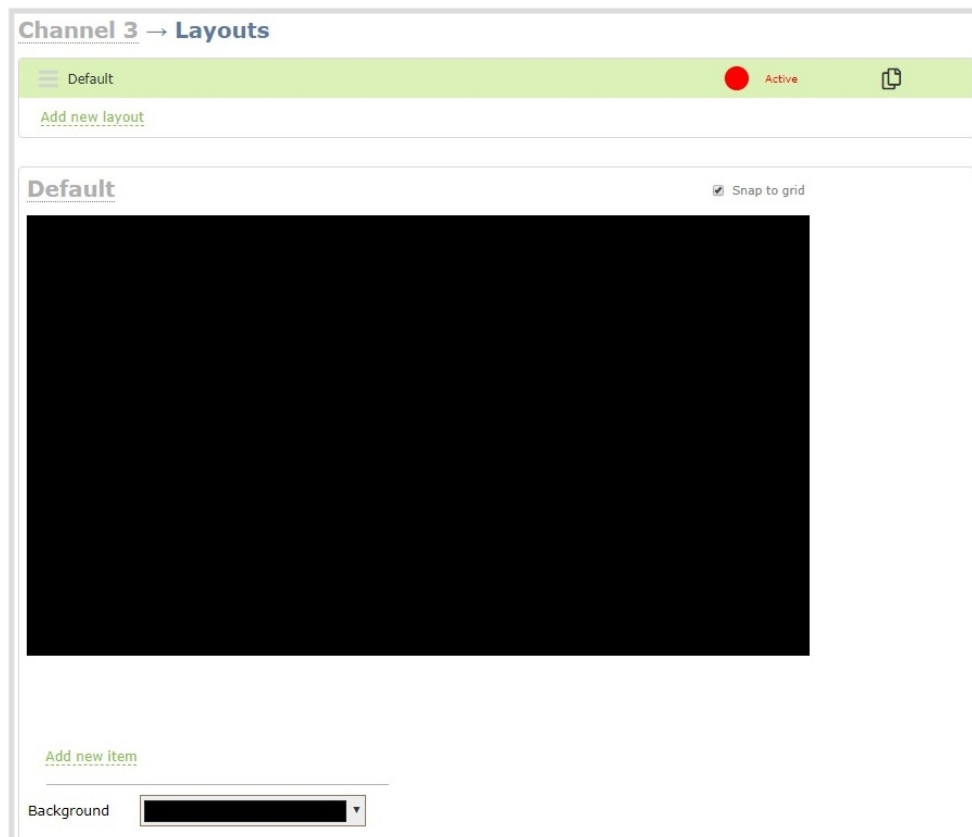 Channel 3 → Layouts
Default Active
Add new layout
Default Snap to grid
Add new item
Background